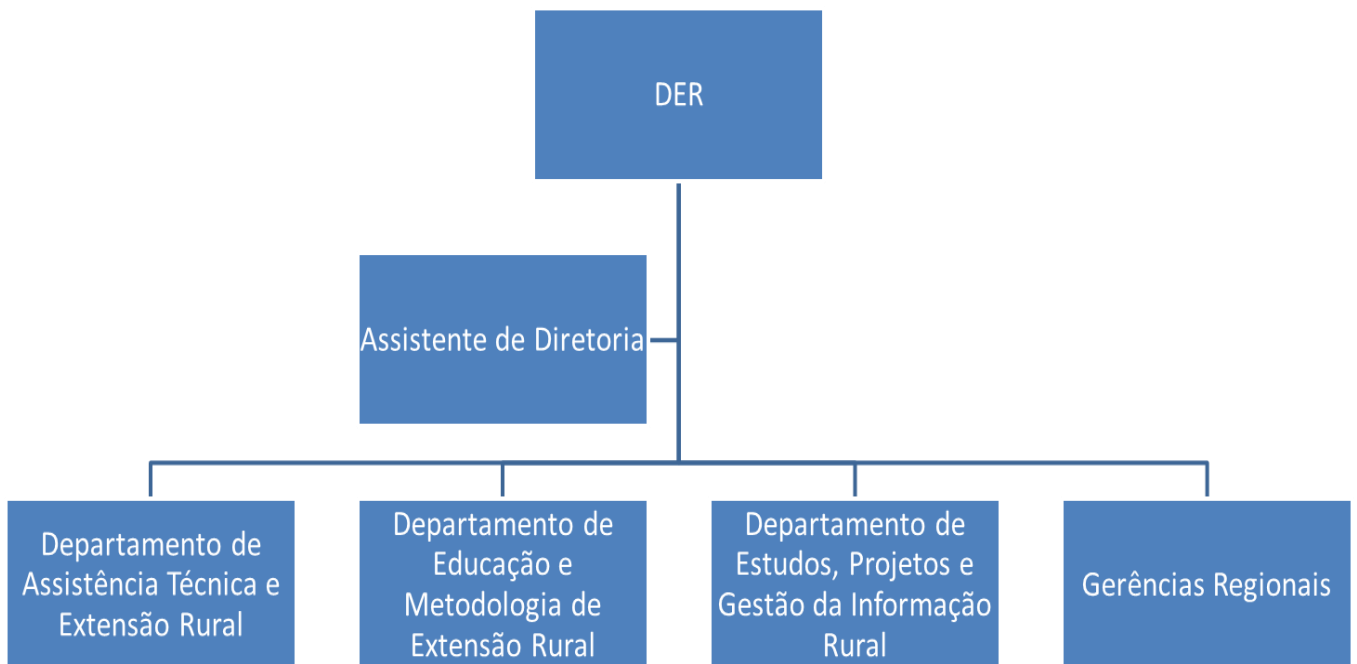 DER
Assistente de Diretoria
Departamento de
Assistência Técnica e
Extensão Rural
Departamento de
Educação e
Metodologia de
Extensão Rural
Departamento de
Estudos, Projetos e
Gestão da Informação
Rural
Gerências Regionais